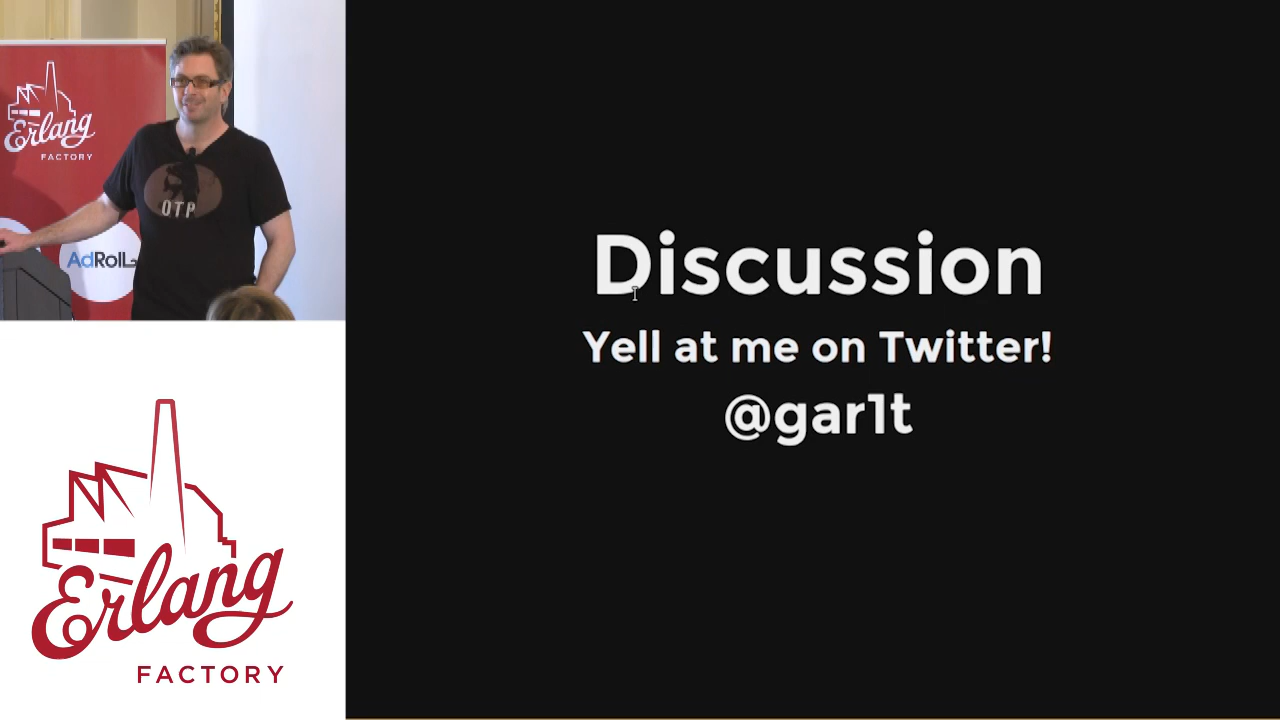 Erlang
FACTORY
OTP
AdRoll
Discussion
Yell at me on Twitter!
@gar1t
Erlang
FACTORY